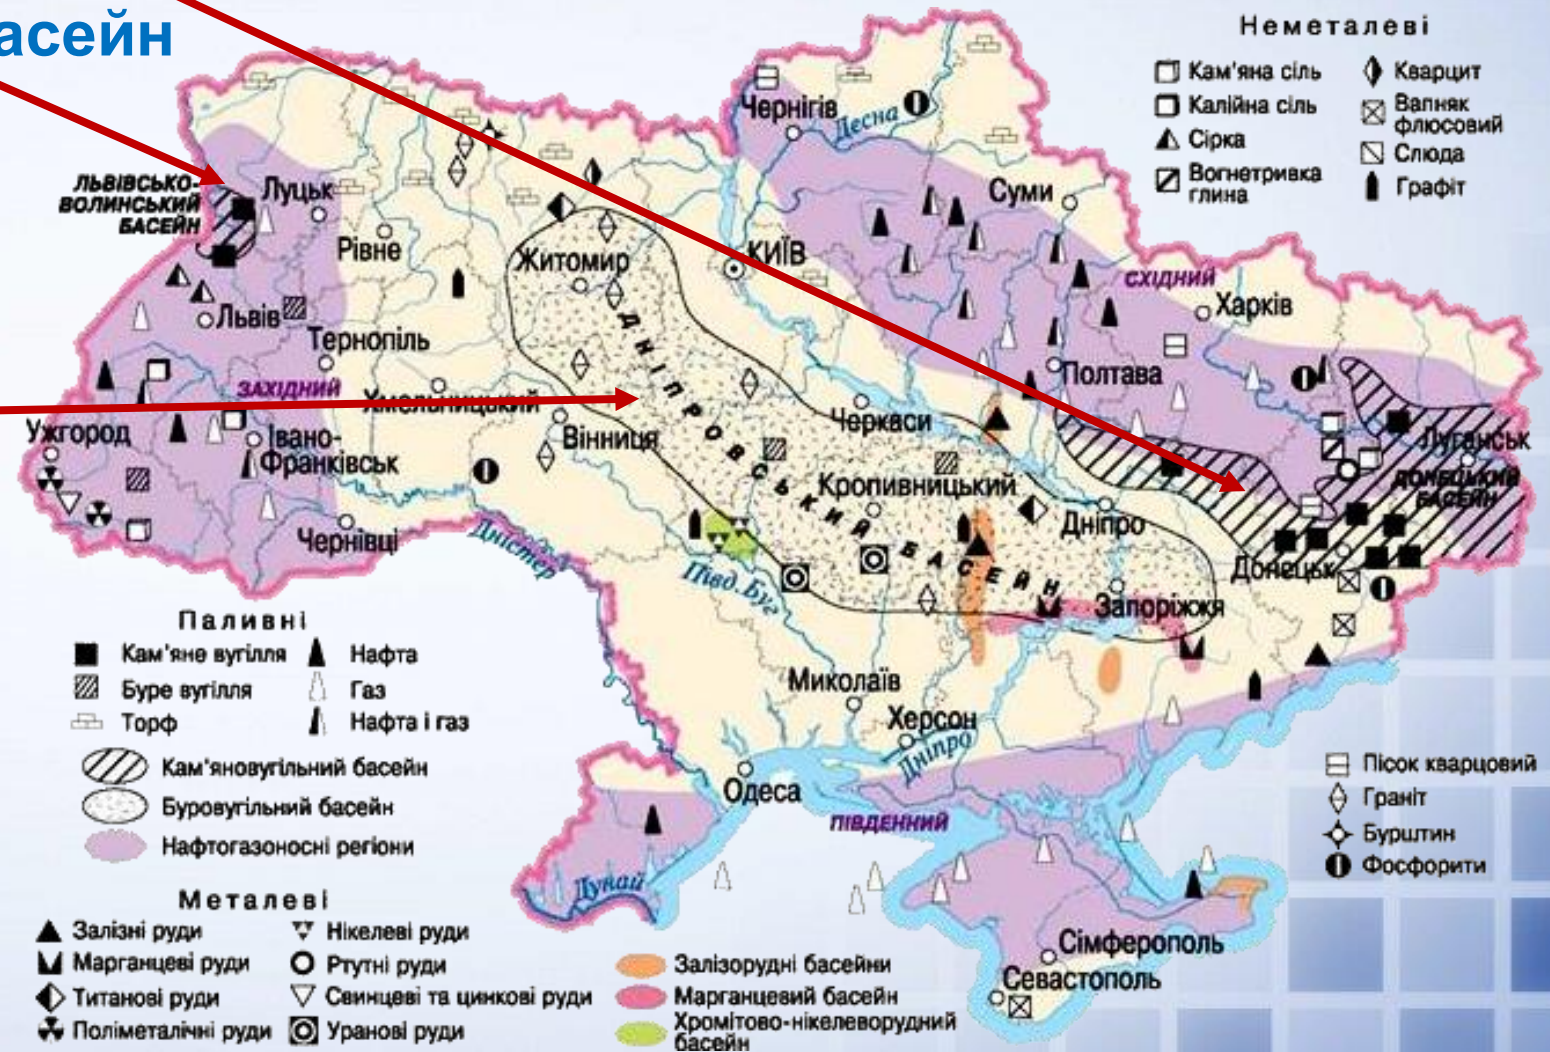 асейн
Неметалеві
Кам'яна сіль
Калійна сіль
Сірка
Вогнетривка
глина
Кварцит
Вапняк
флюсовий
Слюда
Графіт
Чернігів
Десна
ЛЬВІВСЬКО-
ВОЛИНСЬКИЙ
БАСЕЙН
Луцьк
Рівне
Суми
Житомир
КИЇВ
СХІДНИЙ
Харків
Львів
Тернопіль
Полтава
ЗАХІДНИЙ
Хмельницький
Черкаси
Ужгород
Івано-
Франківськ
Вінниця
Луганськ
ДОНЕЦЬКИЙ
БАСЕЙН
ДНІПРОВСЬКИЙ БАСЕЙН
Кропивницький
Дніпро
Чернівці
Дністер
Півд. Буг
Донецьк
Запоріжжя
Паливні
Кам'яне вугілля
Буре вугілля
Торф
Нафта
Газ
Нафта і газ
Кам'яновугільний басейн
Буровугільний басейн
Нафтогазоносні регіони
Миколаїв
Херсон
Дніпро
Одеса
ПІВДЕННИЙ
Дунай
Пісок кварцовий
Граніт
Бурштин
Фосфорити
Металеві
Залізні руди
Марганцеві руди
Титанові руди
Поліметалічні руди
Нікелеві руди
Ртутні руди
Свинцеві та цинкові руди
Уранові руди
Залізорудні басейни
Марганцевий басейн
Хромітово-нікелеворудний
басейн
Сімферополь
Севастополь